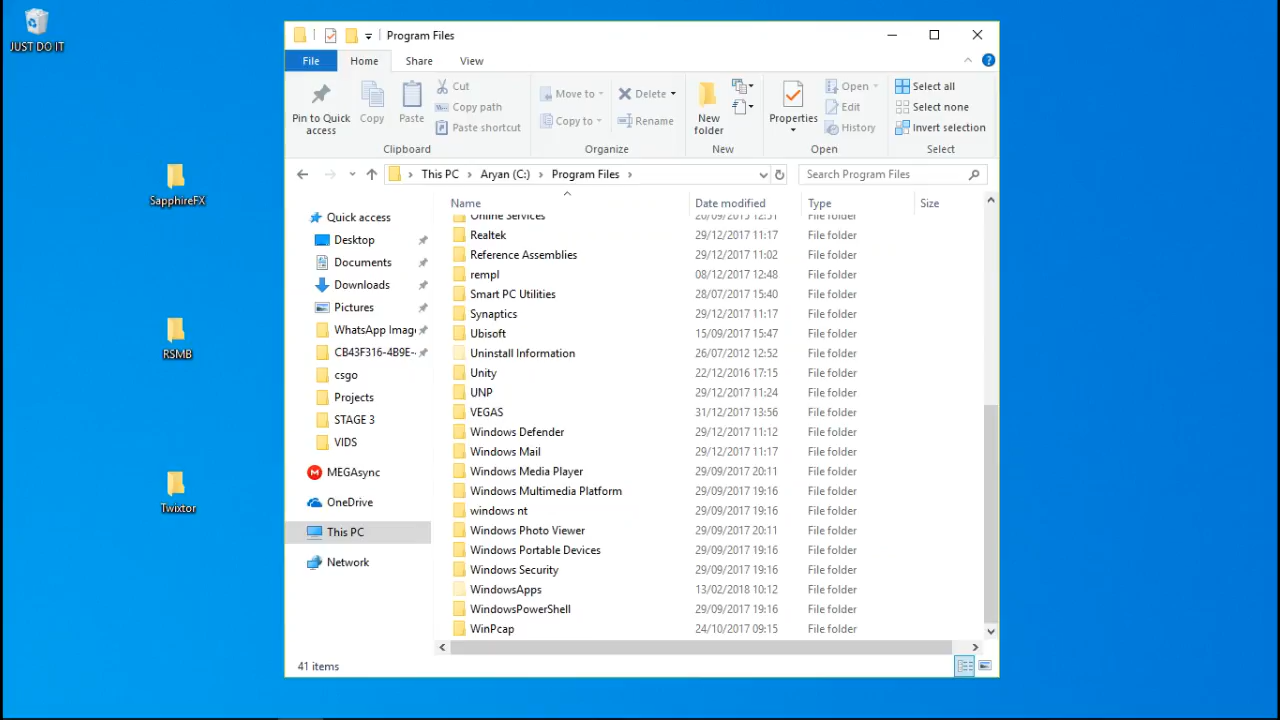 JUST DO IT
SapphireFX
RSMB
Twixtor
Program Files
File Home Share View
Pin to Quick access
Copy
Paste
Cut
Copy path
Paste shortcut
Clipboard
Move to
Copy to
Delete
Rename
Organize
New folder
New
Properties
Open
Edit
History
Open
Select all
Select none
Invert selection
Select
This PC > Aryan (C:) > Program Files >
Search Program Files
Name Date modified Type Size
Quick access
Desktop
Documents
Downloads
Pictures
WhatsApp Imag
CB43F316-4B9E-
csgo
Projects
STAGE 3
VIDS
MEGAsync
OneDrive
This PC
Network
Online Services File folder
Realtek 29/12/2017 11:17 File folder
Reference Assemblies 29/12/2017 11:02 File folder
rempl 08/12/2017 12:48 File folder
Smart PC Utilities 28/07/2017 15:40 File folder
Synaptics 29/12/2017 11:17 File folder
Ubisoft 15/09/2017 15:47 File folder
Uninstall Information 26/07/2012 12:52 File folder
Unity 22/12/2016 17:15 File folder
UNP 29/12/2017 11:24 File folder
VEGAS 31/12/2017 13:56 File folder
Windows Defender 29/12/2017 11:12 File folder
Windows Mail 29/12/2017 11:17 File folder
Windows Media Player 29/09/2017 20:11 File folder
Windows Multimedia Platform 29/09/2017 19:16 File folder
windows nt 29/09/2017 19:16 File folder
Windows Photo Viewer 29/09/2017 20:11 File folder
Windows Portable Devices 29/09/2017 19:16 File folder
Windows Security 29/09/2017 19:16 File folder
WindowsApps 13/02/2018 10:12 File folder
WindowsPowerShell 29/09/2017 19:16 File folder
WinPcap 24/10/2017 09:15 File folder
41 items